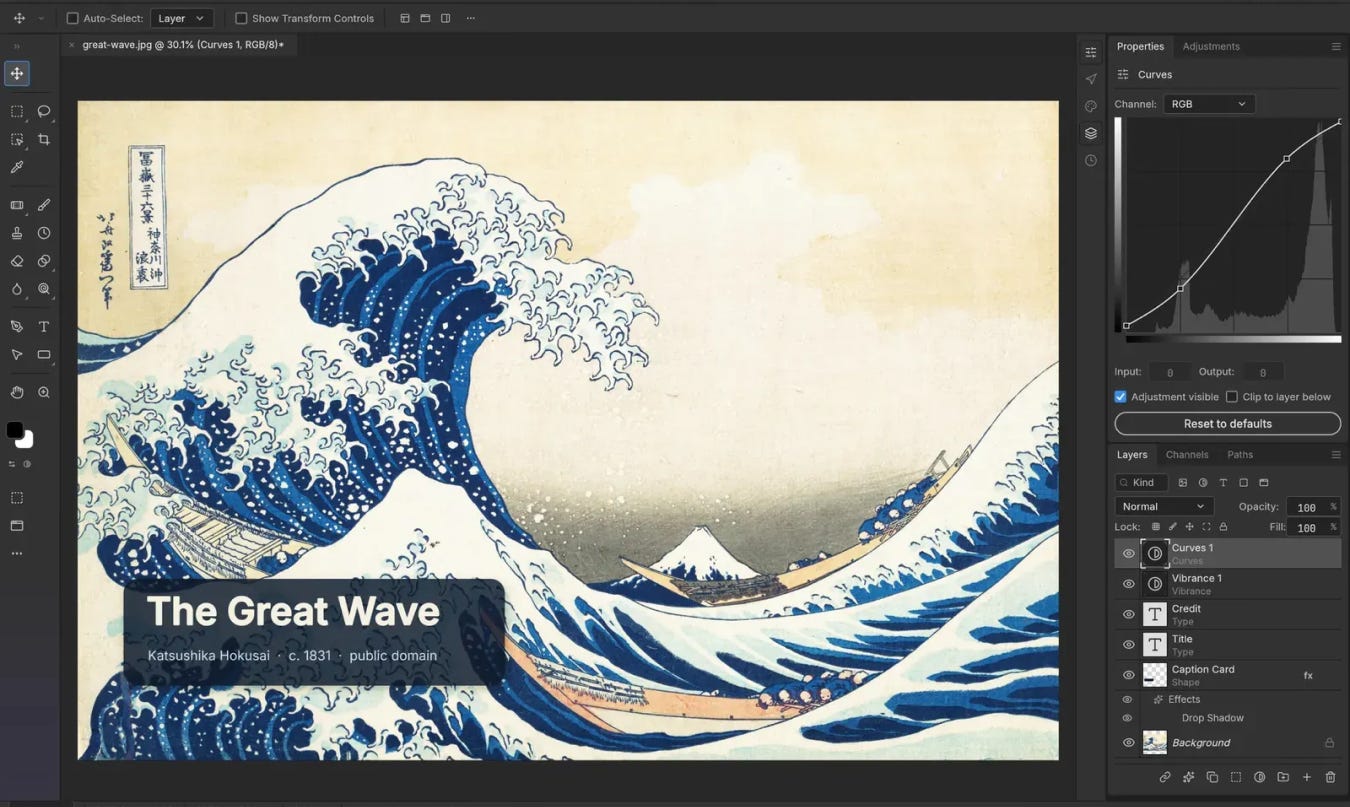 Auto-Select:
Layer
Show Transform Controls
great-wave.jpg @ 30.1% (Curves 1, RGB/8)*
冨嶽三十六景
神奈川沖
浪裏
The Great Wave
Katsushika Hokusai · c. 1831 · public domain
Properties
Adjustments
Curves
Channel:
RGB
Input:
0
Output:
0
Adjustment visible
Clip to layer below
Reset to defaults
Layers
Channels
Paths
Kind
Normal
Opacity:
100
%
Lock:
Fill:
100
%
Curves 1
Curves
Vibrance 1
Vibrance
Credit
Type
Title
Type
Caption Card
Shape
fx
Effects
Drop Shadow
Background